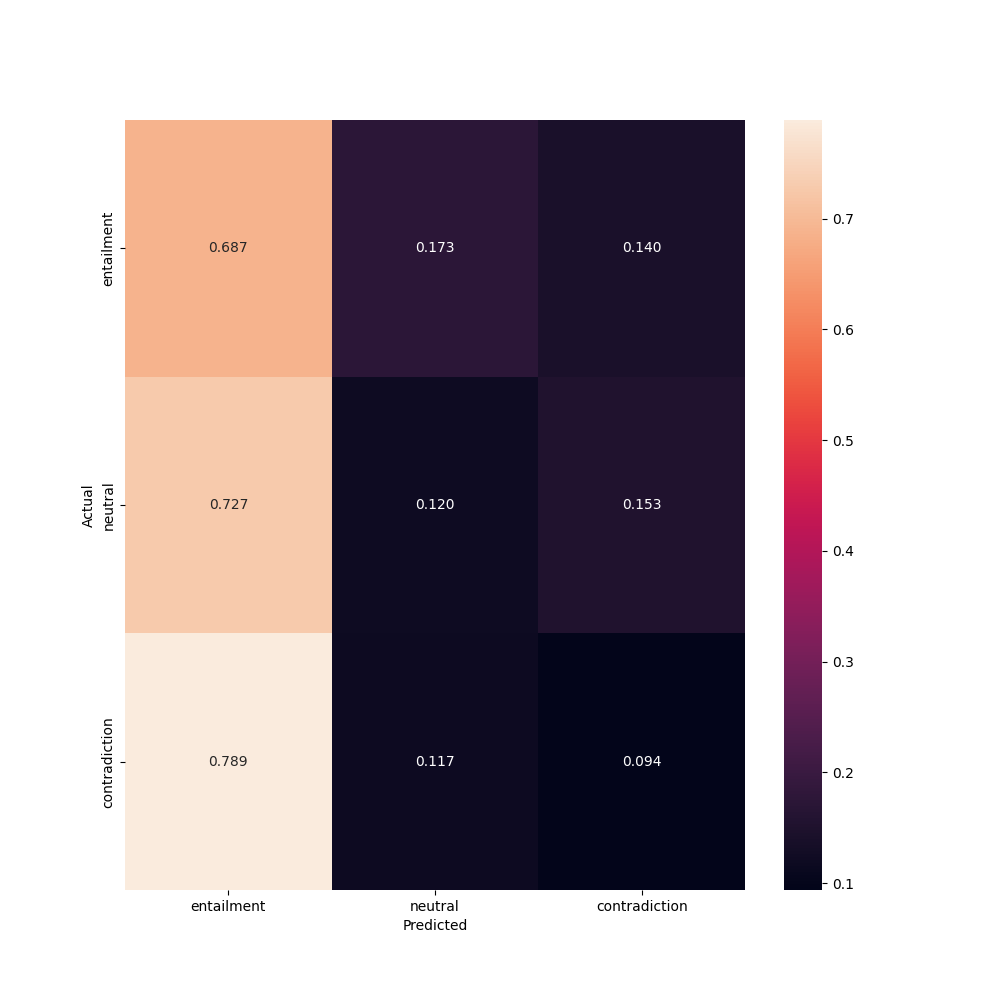 entailment
0.687 0.173 0.140
Actual
neutral
0.727 0.120 0.153
contradiction
0.789 0.117 0.094
entailment neutral contradiction
Predicted
0.7
0.6
0.5
0.4
0.3
0.2
0.1